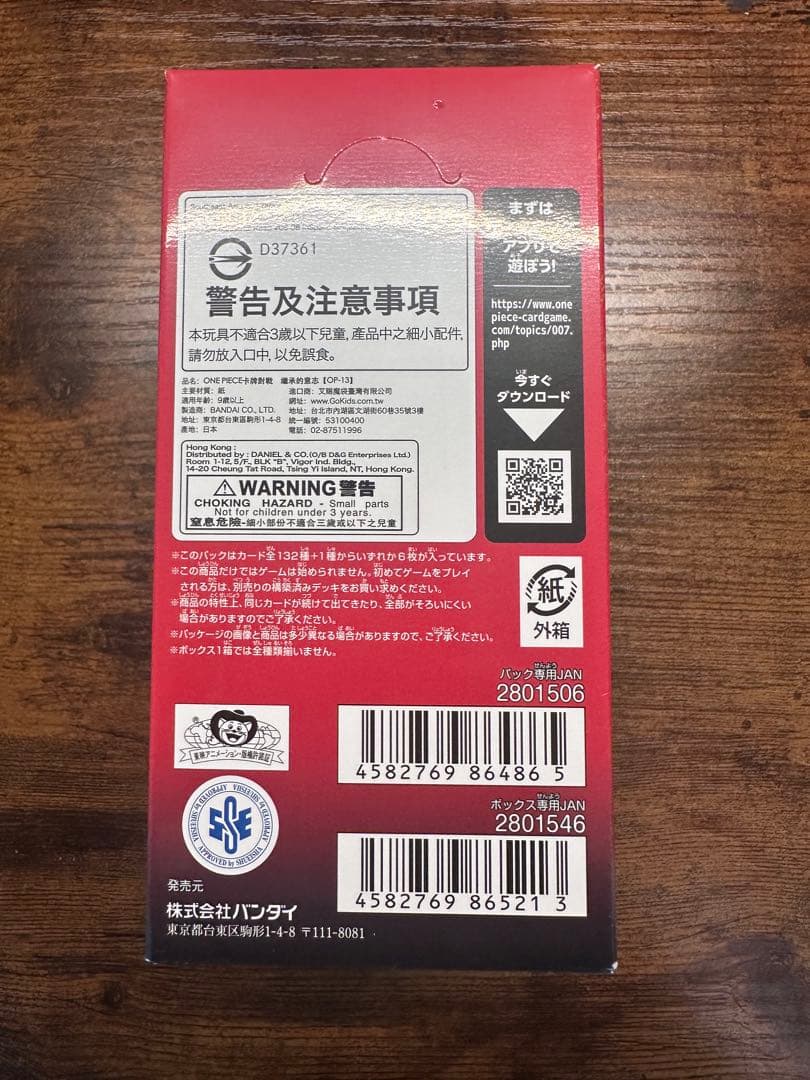 D37361
警告及注意事項
本玩具不適合3歲以下兒童,產品中之細小配件,
請勿放入口中,以免誤食。
品名: ONE PIECE卡牌對戰 繼承的意志【OP-13】
主要材質: 紙
適用年齡: 9歲以上
製造商: BANDAI CO., LTD.
地址: 東京都台東區駒形1-4-8
產地: 日本
進口商: 艾賜魔袋臺灣有限公司
網址: www.GoKids.com.tw
地址: 台北市內湖區文湖街60巷35號3樓
統一編號: 53100400
電話: 02-87511996
Hong Kong :
Distributed by : DANIEL & CO.(O/B D&G Enterprises Ltd.)
Room 1-12, 5/F., BLK "B", Vigor Ind. Bldg.,
14-20 Cheung Tat Road, Tsing Yi Island, NT, Hong Kong.
WARNING 警告
CHOKING HAZARD - Small parts
Not for children under 3 years.
窒息危險-細小部份不適合三歲或以下之兒童
まずは
アプリで
遊ぼう!
https://www.one
piece-cardgame.
com/topics/007.
php
今すぐ
ダウンロード
※このパックはカード全132種+1種からいずれか6枚が入っています。
※この商品だけではゲームは始められません。初めてゲームをプレイ
される方は、別売りの構築済みデッキをお買い求めください。
※商品の特性上、同じカードが続けて出てきたり、全部がそろいにくい
場合がありますのでご了承ください。
※パッケージの画像と商品は多少異なる場合がありますので、ご了承ください。
※ボックス1箱では全種類揃いません。
紙
外箱
パック専用JAN
2801506
4582769 86486 5
ボックス専用JAN
2801546
4582769 86521 3
東映アニメーション・版権許諾証
APPROVED by SHUEISHA
発売元
株式会社バンダイ
東京都台東区駒形1-4-8 〒111-8081